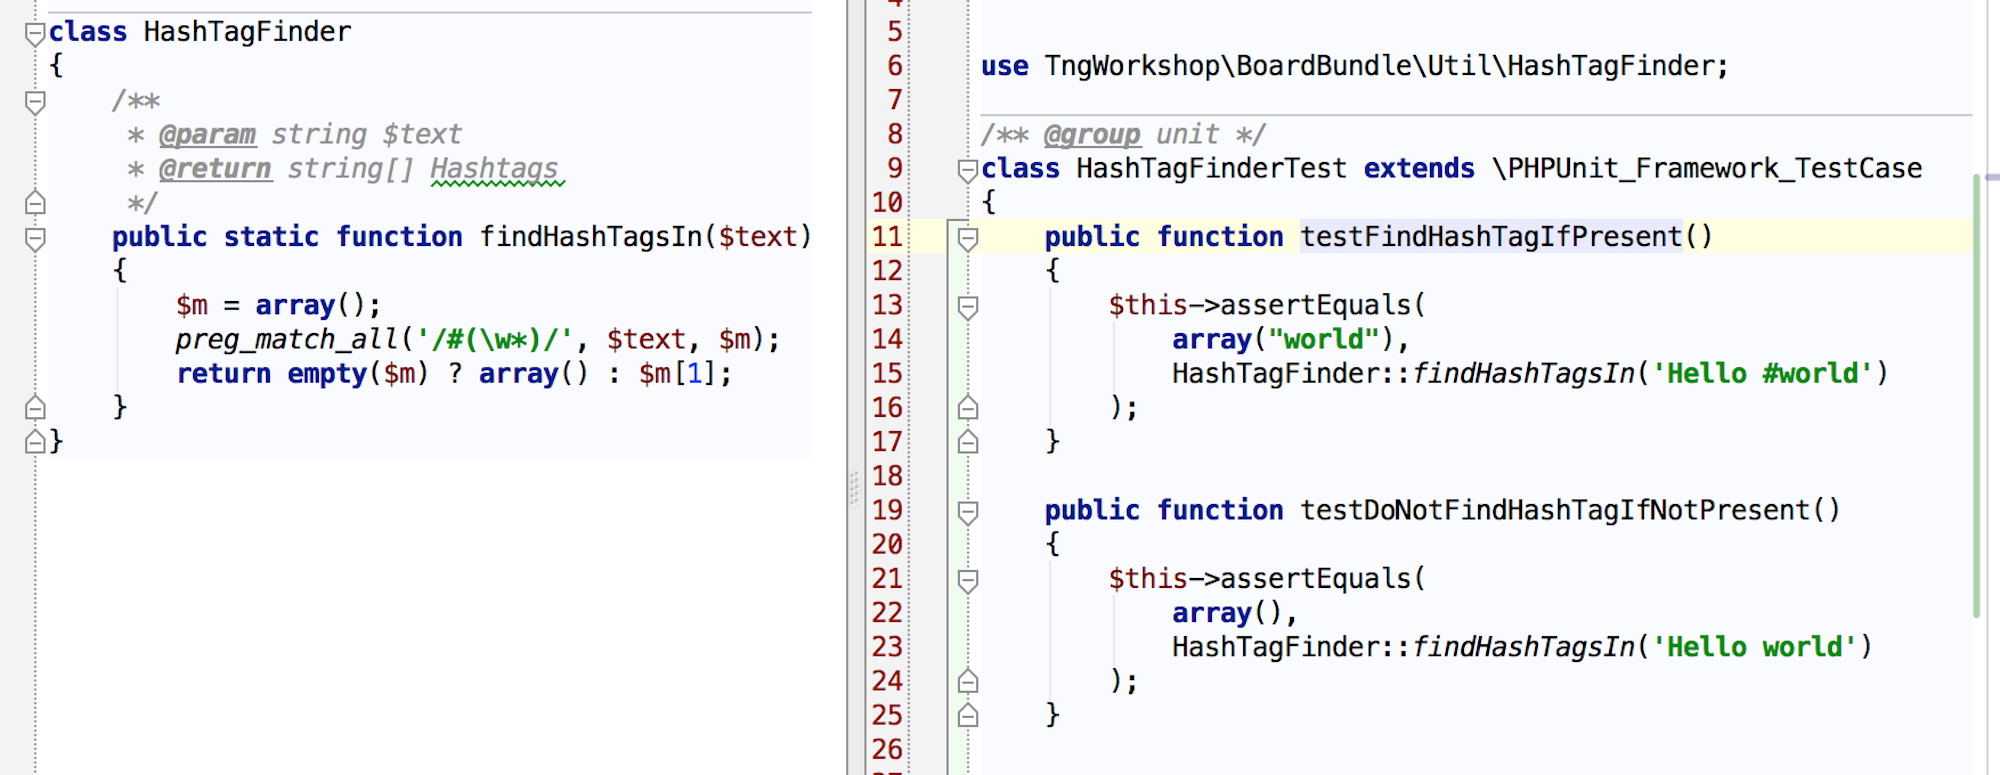 class HashTagFinder
{
/**
* @param string $text
* @return string[] Hashtags
*/
public static function findHashTagsIn($text)
{
$m = array();
preg_match_all('/#(\w*)/', $text, $m);
return empty($m) ? array() : $m[1];
}
}
5
6 use TngWorkshop\BoardBundle\Util\HashTagFinder;
7
8 /** @group unit */
9 class HashTagFinderTest extends \PHPUnit_Framework_TestCase
10 {
11 public function testFindHashTagIfPresent()
12 {
13 $this->assertEquals(
14 array("world"),
15 HashTagFinder::findHashTagsIn('Hello #world')
16 );
17 }
18
19 public function testDoNotFindHashTagIfNotPresent()
20 {
21 $this->assertEquals(
22 array(),
23 HashTagFinder::findHashTagsIn('Hello world')
24 );
25 }
26